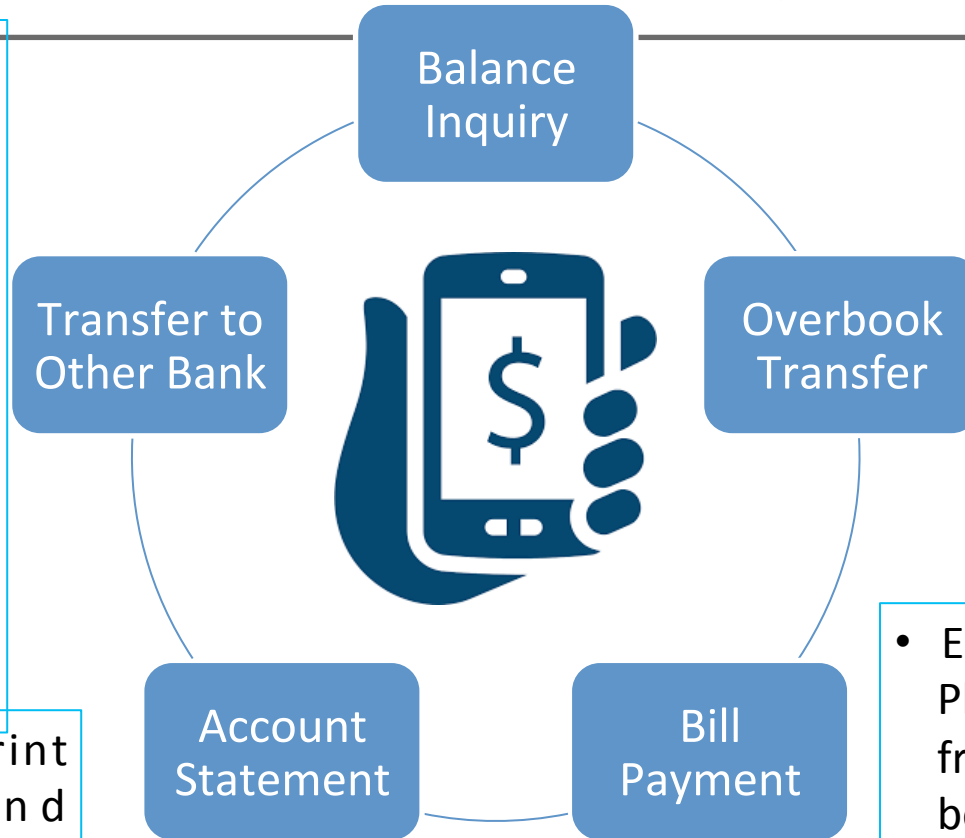 Balance
Inquiry
Transfer to
Other Bank
$
Overbook
Transfer
Account
Statement
Bill
Payment